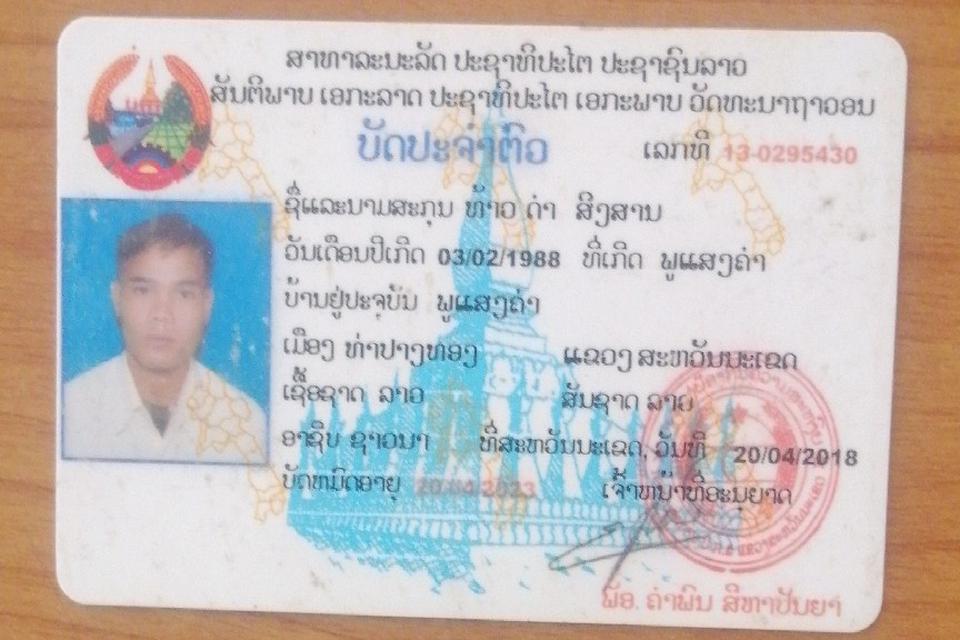 ສາທາລະນະລັດ ປະຊາທິປະໄຕ ປະຊາຊົນລາວ
ສັນຕິພາບ ເອກະລາດ ປະຊາທິປະໄຕ ເອກະພາບ ວັດທະນາຖາວອນ
ບັດປະຈຳຕົວ ເລກທີ 13-0295430
ຊື່ແລະນາມສະກຸນ ທ້າວ ດຳ ສິງສານ
ວັນເດືອນປີເກີດ 03/02/1988 ທີ່ເກີດ ພູແສງຄຳ
ບ້ານຢູ່ປະຈຸບັນ ພູແສງຄຳ
ເມືອງ ທ່າປາງທອງ ແຂວງ ສະຫວັນນະເຂດ
ເຊື້ອຊາດ ລາວ ສັນຊາດ ລາວ
ອາຊີບ ຊາວນາ ທີ່ສະຫວັນນະເຂດ, ວັນທີ 20/04/2018
ບັດຫມົດອາຍຸ 20/04/2023 ເຈົ້າຫນ້າທີ່ອະນຸຍາດ
ພັອ. ຄຳພົນ ສີທາປັນຍາ